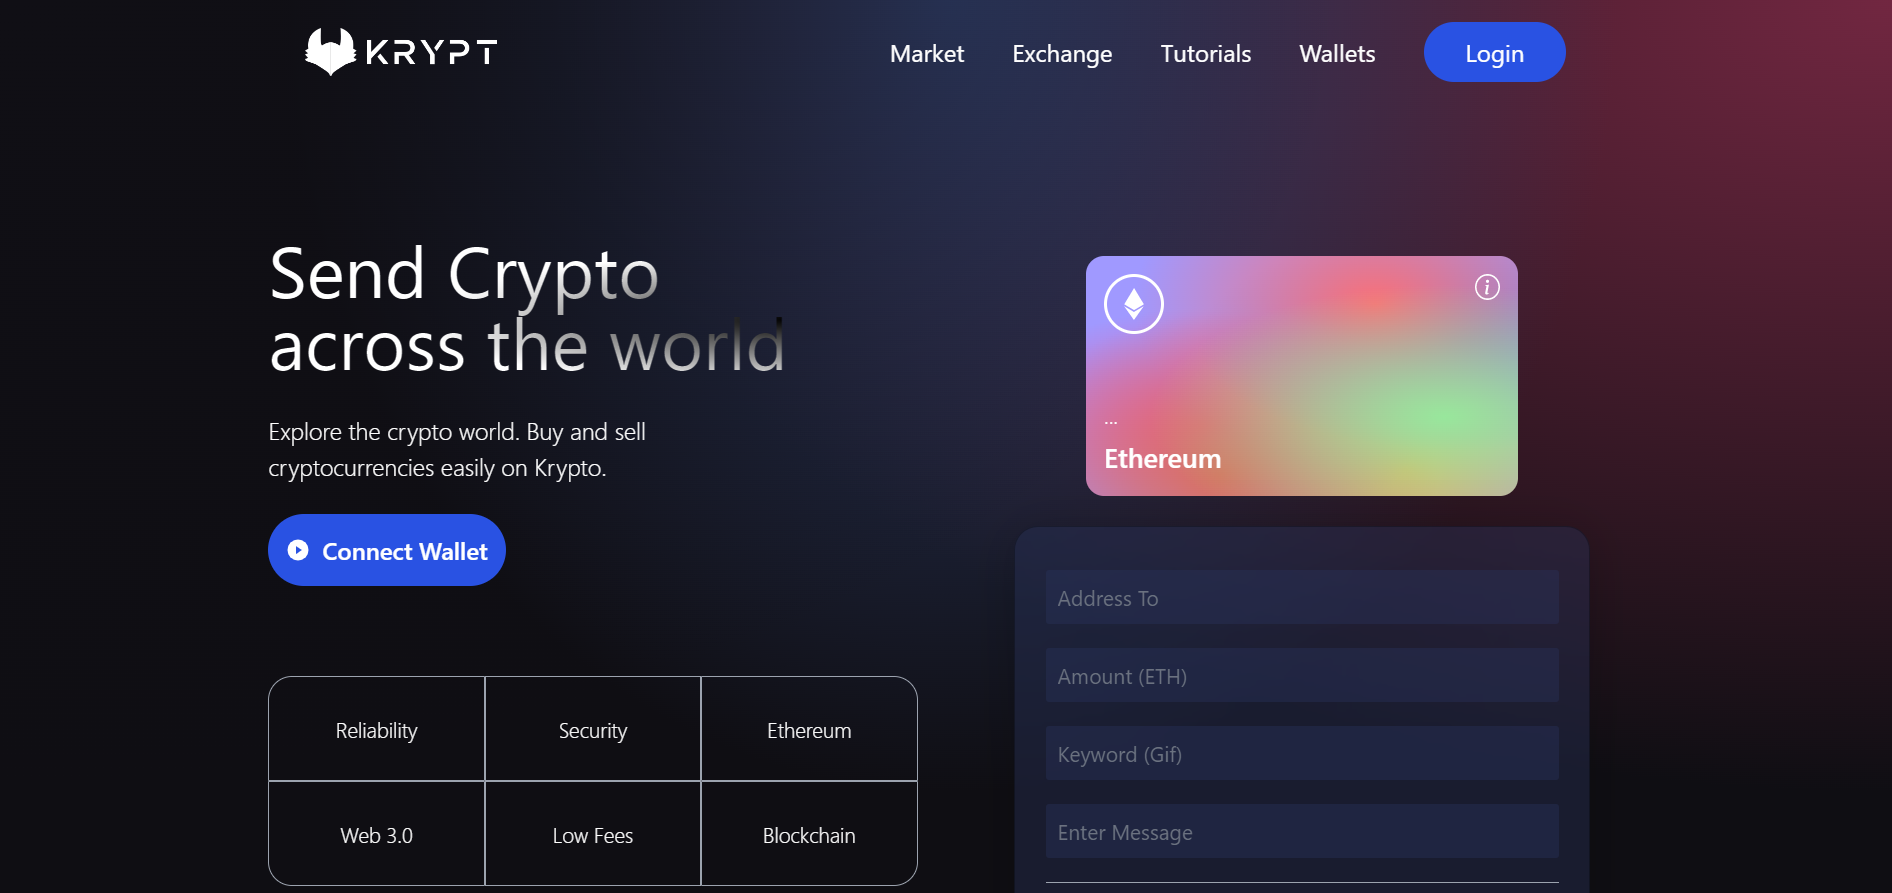 KRYPT
Market
Exchange
Tutorials
Wallets
Login
Send Crypto
across the world
Explore the crypto world. Buy and sell
cryptocurrencies easily on Krypto.
Connect Wallet
Reliability
Security
Ethereum
Web 3.0
Low Fees
Blockchain
i
...
Ethereum
Address To
Amount (ETH)
Keyword (Gif)
Enter Message